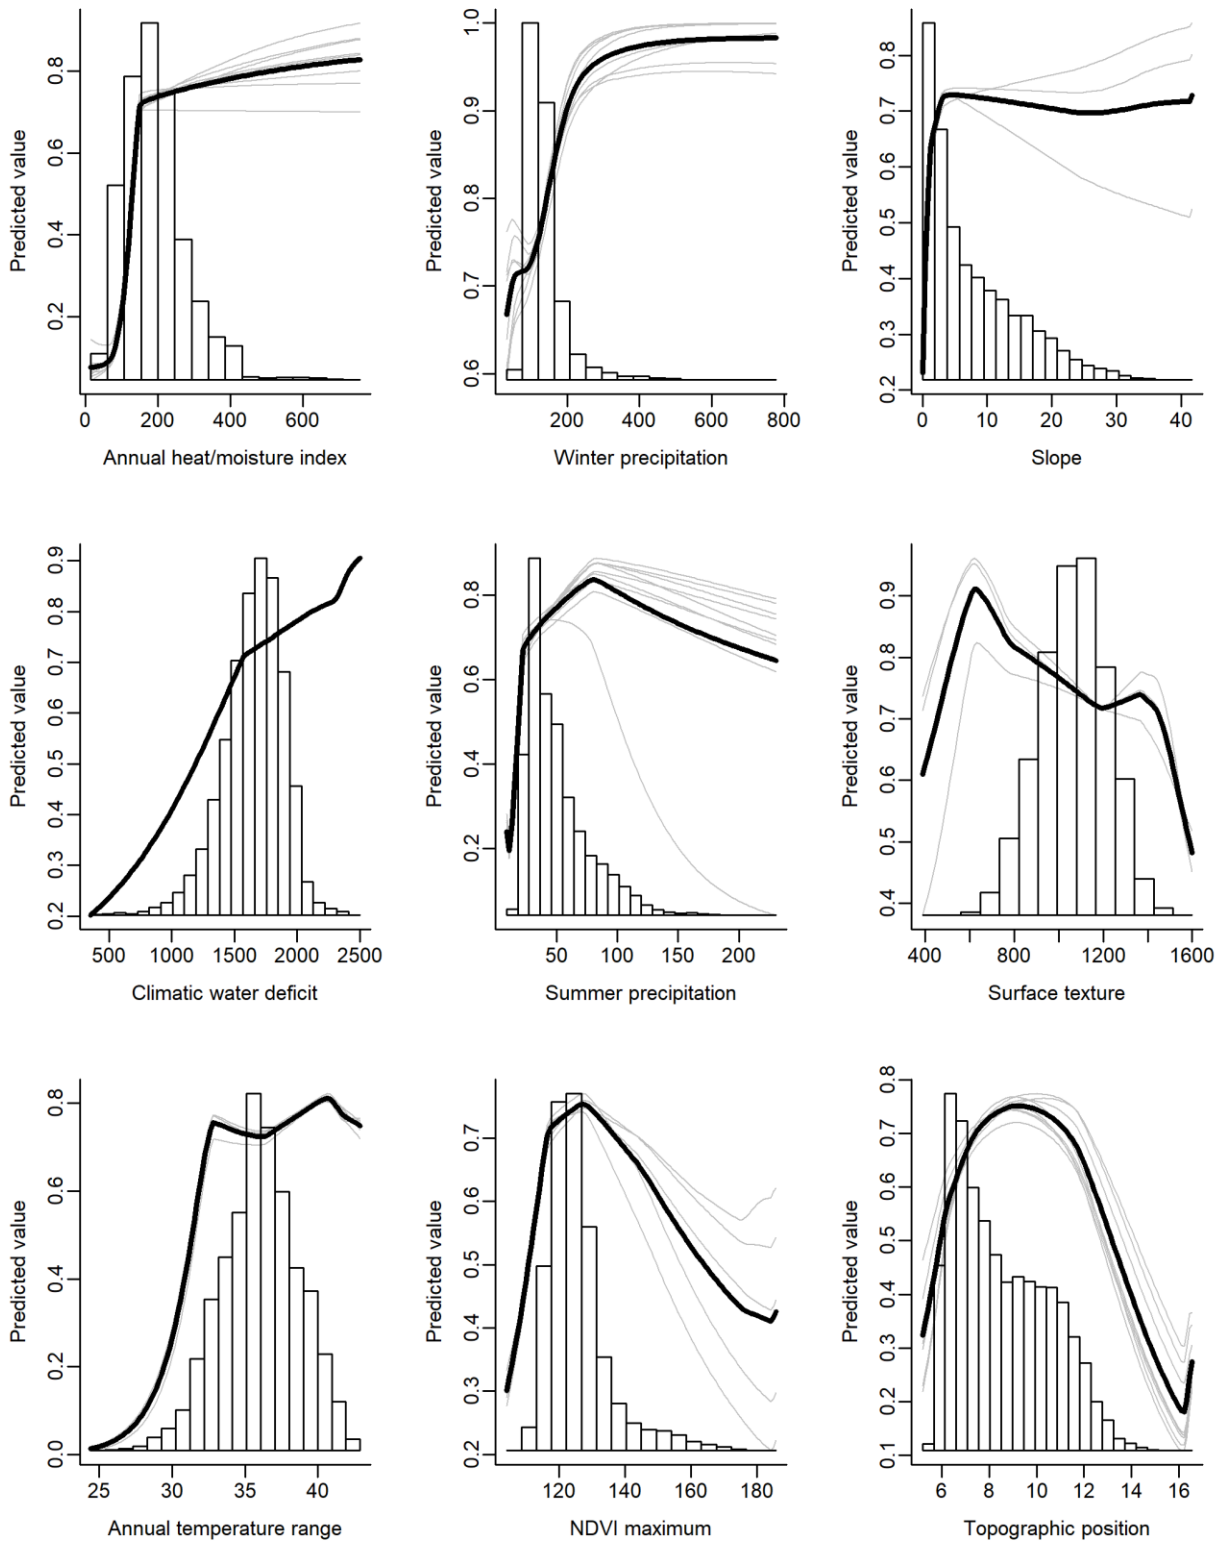 0.2 0.4 0.6 0.8
Predicted value
0 200 400 600
Annual heat/moisture index
0.6 0.7 0.8 0.9 1.0
Predicted value
0 200 400 600 800
Winter precipitation
0.2 0.3 0.4 0.5 0.6 0.7 0.8
Predicted value
0 10 20 30 40
Slope
0.2 0.3 0.4 0.5 0.6 0.7 0.8 0.9
Predicted value
500 1000 1500 2000 2500
Climatic water deficit
0.2 0.4 0.6 0.8
Predicted value
50 100 150 200
Summer precipitation
0.4 0.5 0.6 0.7 0.8 0.9
Predicted value
400 800 1200 1600
Surface texture
0.0 0.2 0.4 0.6 0.8
Predicted value
25 30 35 40
Annual temperature range
0.2 0.3 0.4 0.5 0.6 0.7
Predicted value
120 140 160 180
NDVI maximum
0.1 0.2 0.3 0.4 0.5 0.6 0.7 0.8
Predicted value
6 8 10 12 14 16
Topographic position